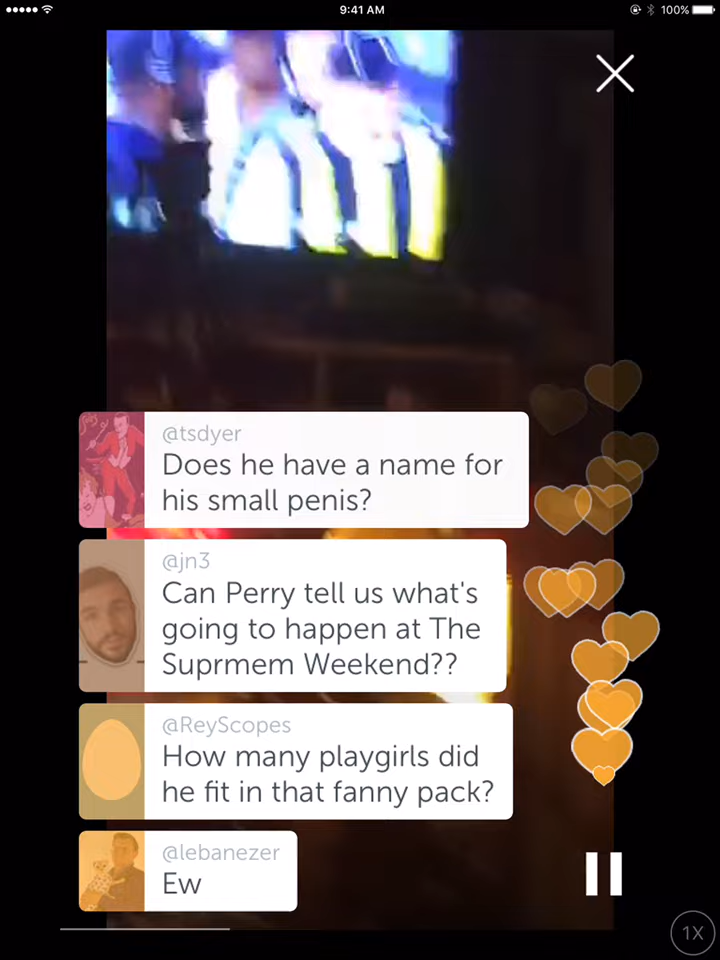 9:41 AM 100%
@tsdyer
Does he have a name for
his small penis?
@jn3
Can Perry tell us what's
going to happen at The
Suprmem Weekend??
@ReyScopes
How many playgirls did
he fit in that fanny pack?
@lebanezer
Ew
1X